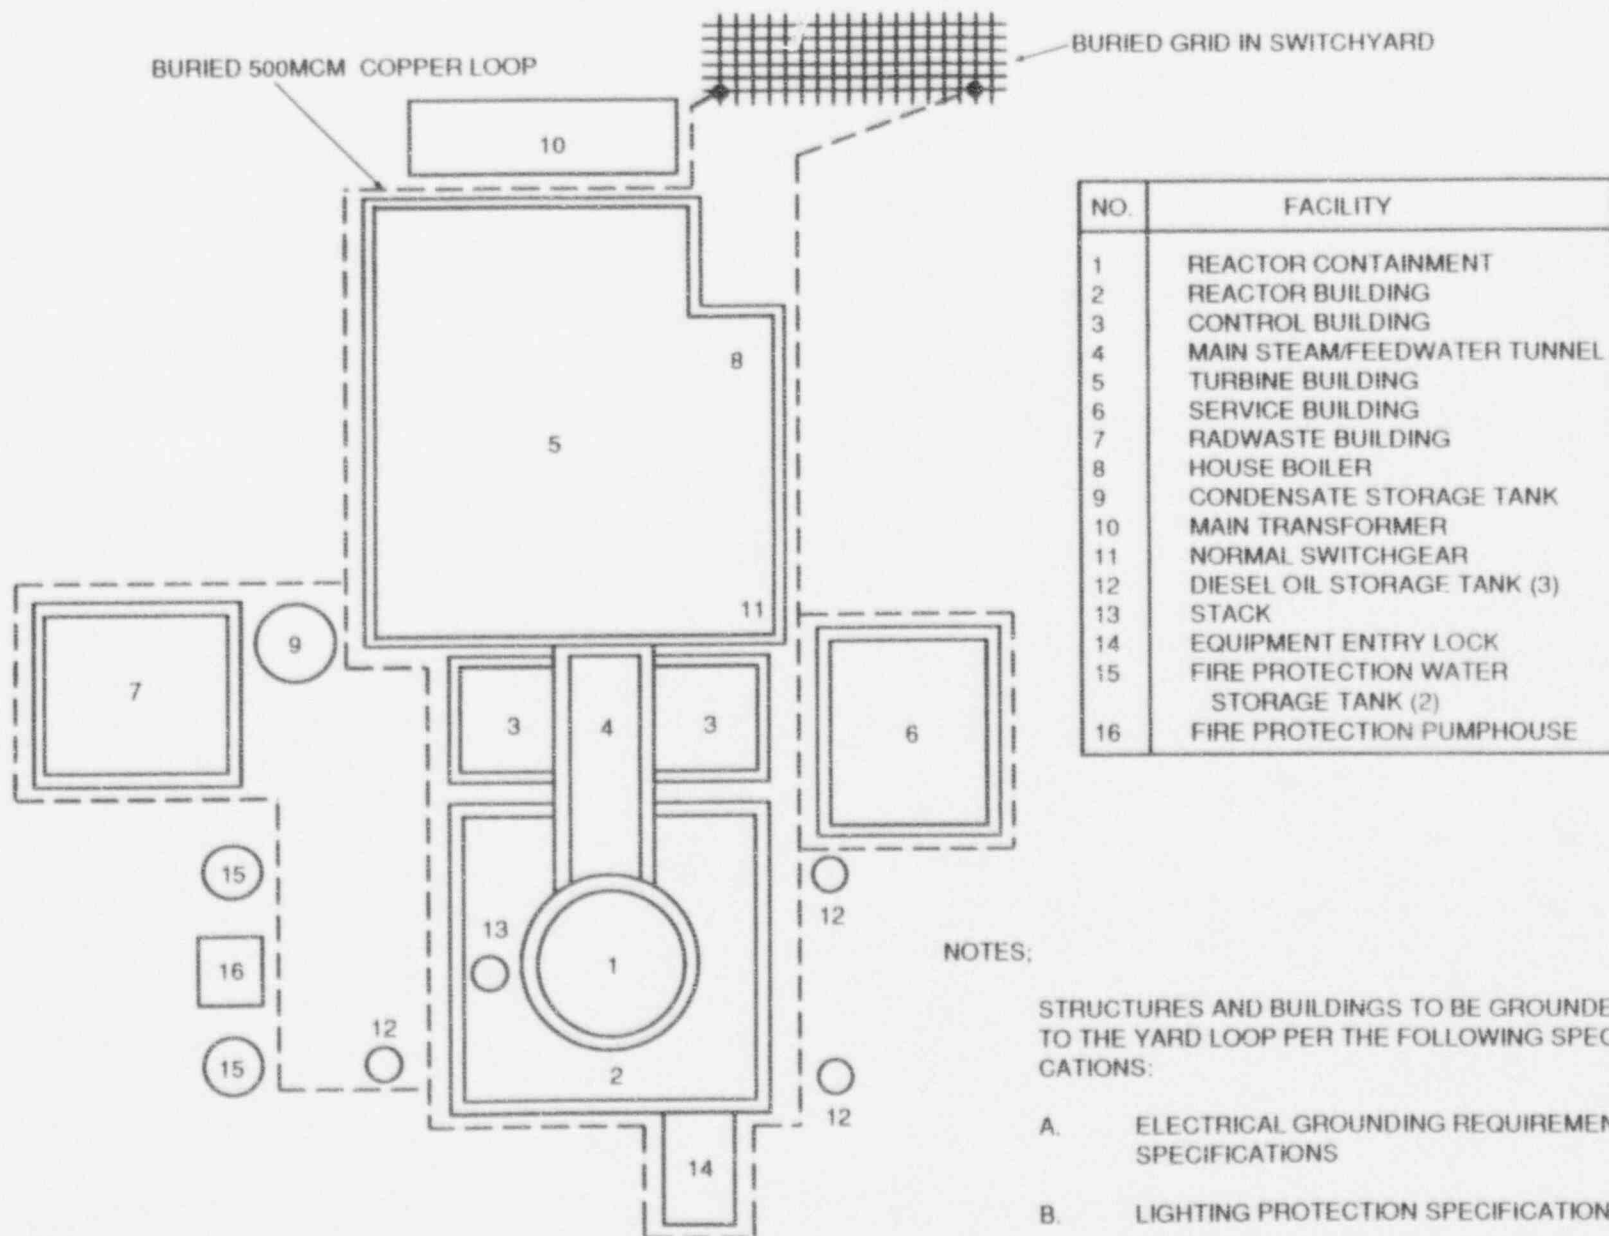 BURIED GRID IN SWITCHYARD
BURIED 500MCM COPPER LOOP
10
8
5
11
9
7
3
4
3
6
15
12
13
16
1
12
15
2
12
14
NO. FACILITY
1 REACTOR CONTAINMENT
2 REACTOR BUILDING
3 CONTROL BUILDING
4 MAIN STEAM/FEEDWATER TUNNEL
5 TURBINE BUILDING
6 SERVICE BUILDING
7 RADWASTE BUILDING
8 HOUSE BOILER
9 CONDENSATE STORAGE TANK
10 MAIN TRANSFORMER
11 NORMAL SWITCHGEAR
12 DIESEL OIL STORAGE TANK (3)
13 STACK
14 EQUIPMENT ENTRY LOCK
15 FIRE PROTECTION WATER
STORAGE TANK (2)
16 FIRE PROTECTION PUMPHOUSE
NOTES:
STRUCTURES AND BUILDINGS TO BE GROUNDE
TO THE YARD LOOP PER THE FOLLOWING SPEC
CATIONS:
A. ELECTRICAL GROUNDING REQUIREMEN
SPECIFICATIONS
B. LIGHTING PROTECTION SPECIFICATION